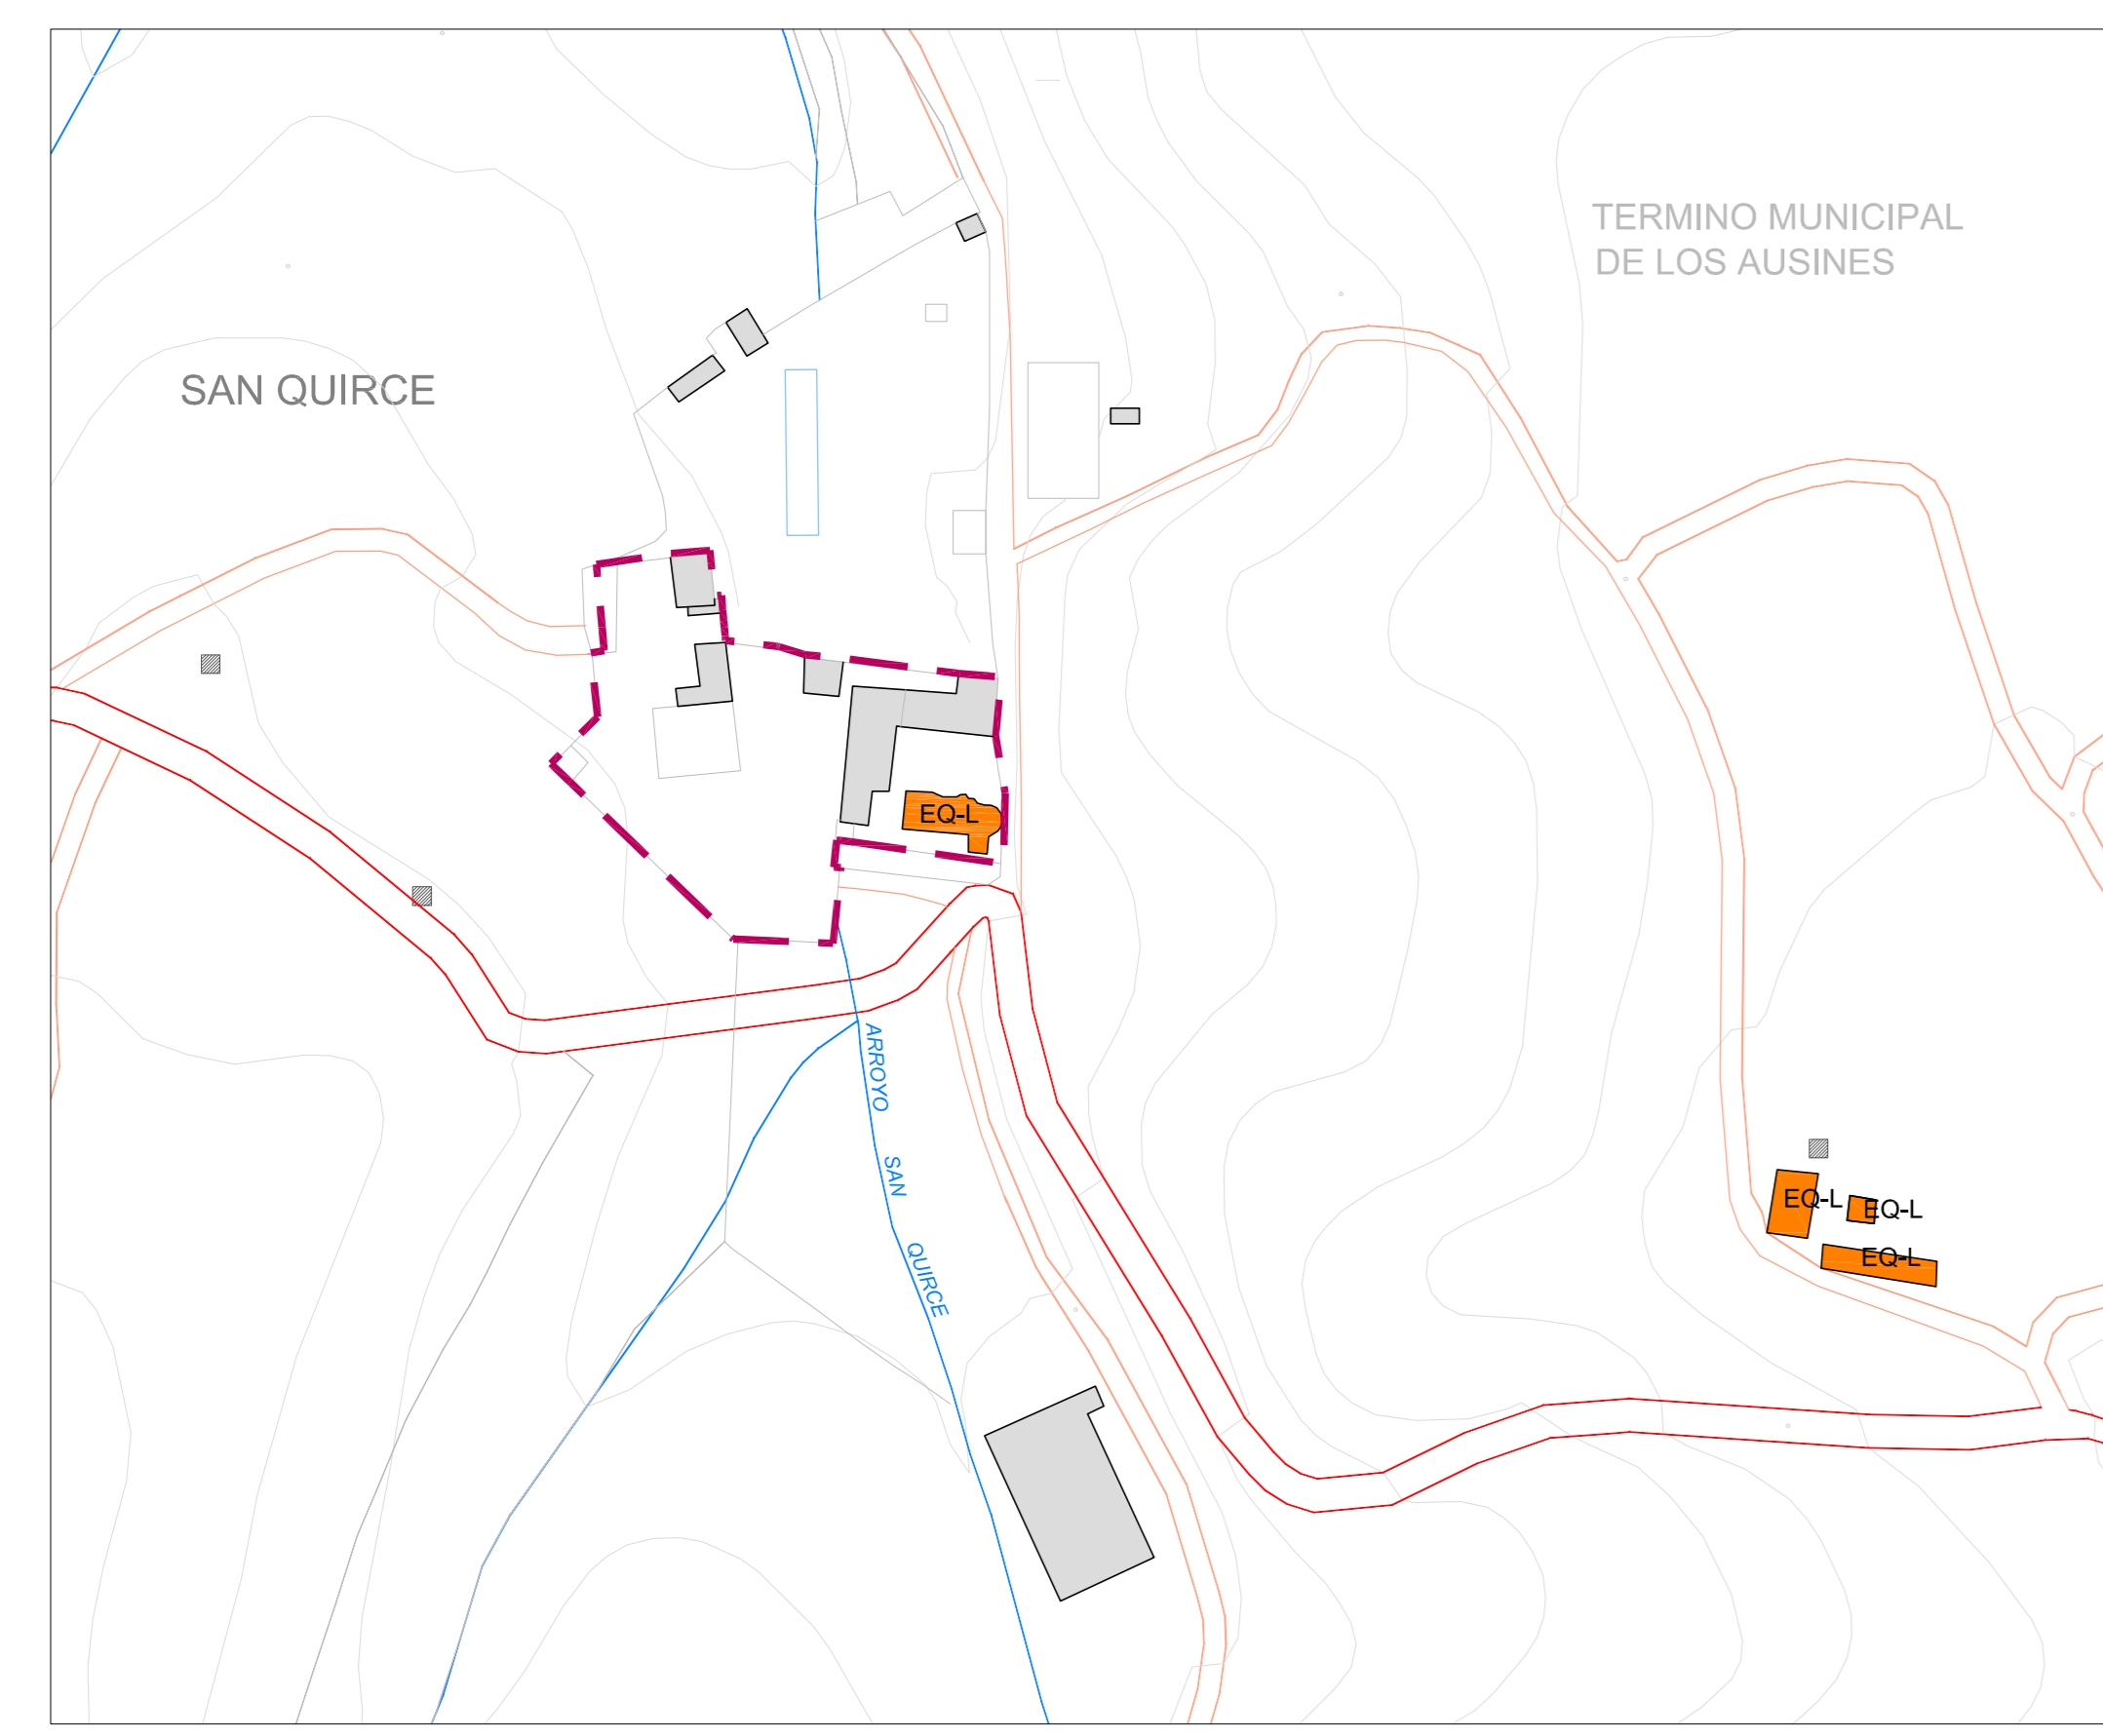 TERMINO MUNICIPAL
DE LOS AUSINES
SAN QUIRCE
EQ-L
ARROYO SAN QUIRCE
EQ-L
EQ-L
EQ-L